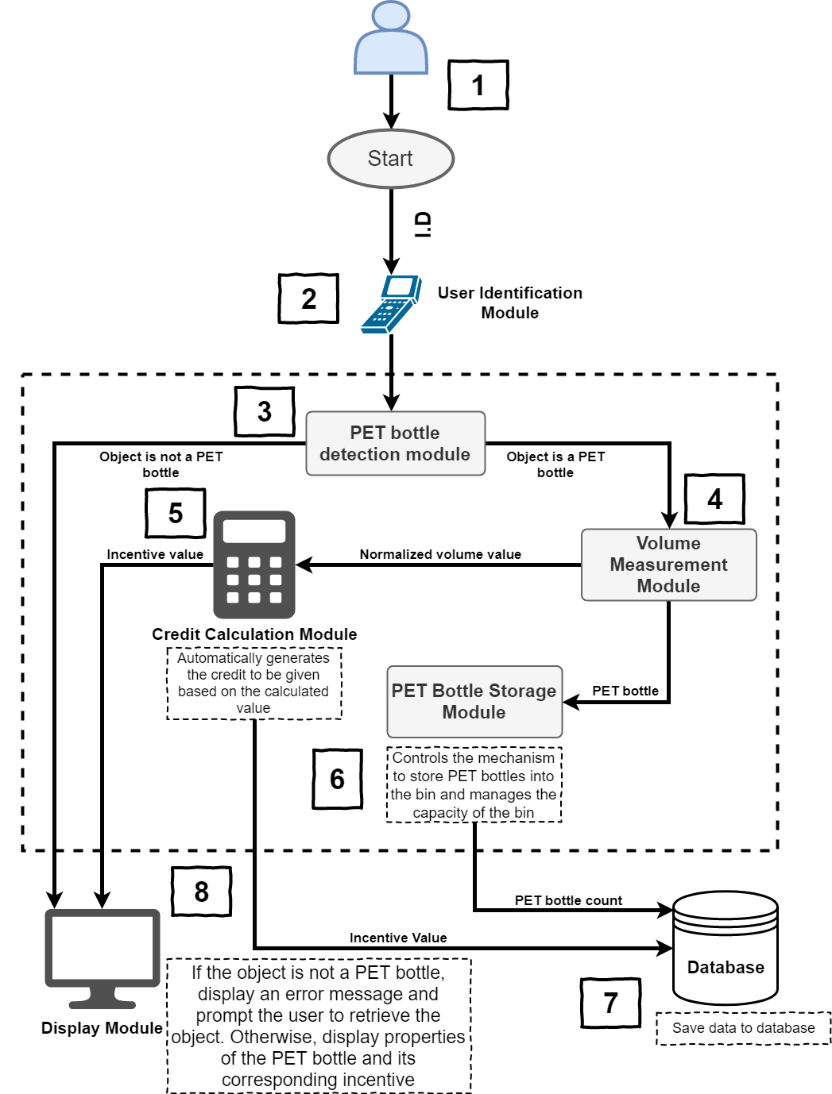 1
Start
I.D
2
User Identification
Module
3
PET bottle
detection module
Object is not a PET
bottle
Object is a PET
bottle
4
5
Volume
Measurement
Module
Incentive value
Normalized volume value
Credit Calculation Module
Automatically generates
the credit to be given
based on the calculated
value
PET Bottle Storage
Module
PET bottle
6
Controls the mechanism
to store PET bottles into
the bin and manages the
capacity of the bin
8
PET bottle count
Incentive Value
Database
7
Save data to database
Display Module
If the object is not a PET bottle,
display an error message and
prompt the user to retrieve the
object. Otherwise, display properties
of the PET bottle and its
corresponding incentive